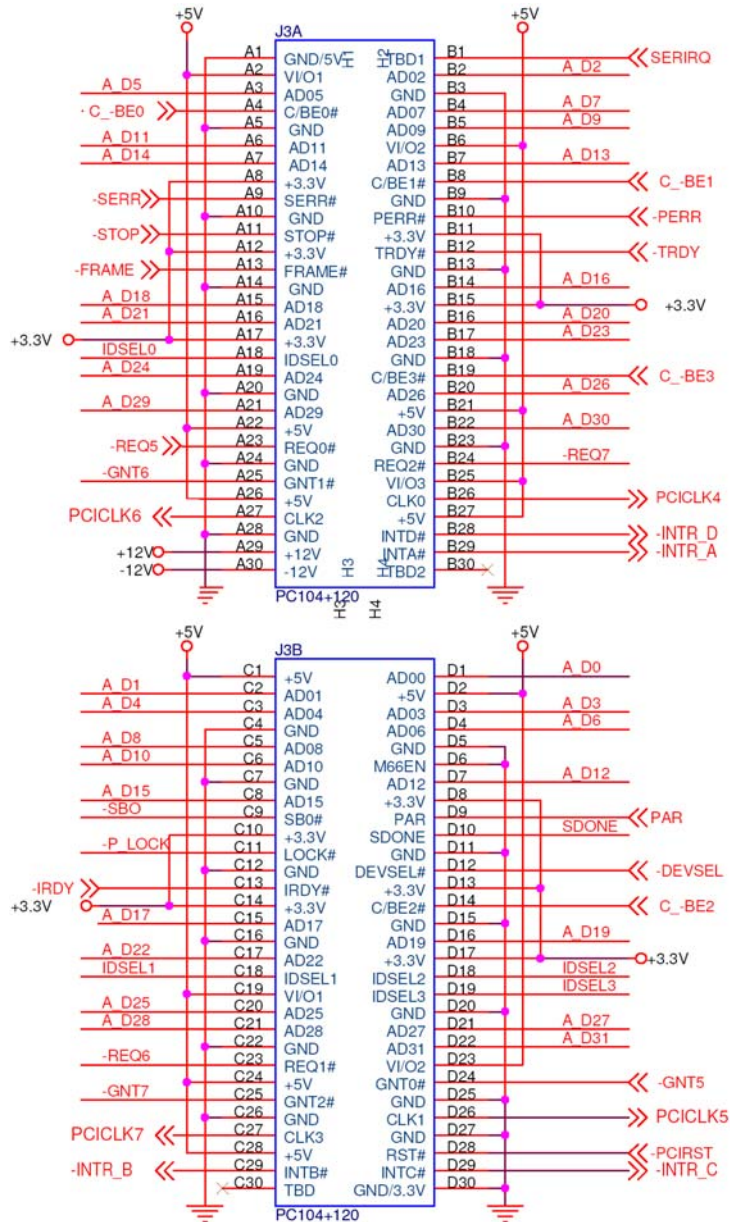 +5V J3A +5V
A1 GND/5V H1 H2 TBD1 B1 SERIRQ
A2 VI/O1 AD02 B2 A_D2
A_D5 A3 AD05 GND B3
C_-BE0 A4 C/BE0# AD07 B4 A_D7
A5 GND AD09 B5 A_D9
A_D11 A6 AD11 VI/O2 B6
A_D14 A7 AD14 AD13 B7 A_D13
A8 +3.3V C/BE1# B8 C_-BE1
-SERR A9 SERR# GND B9
A10 GND PERR# B10 -PERR
-STOP A11 STOP# +3.3V B11
A12 +3.3V TRDY# B12 -TRDY
-FRAME A13 FRAME# GND B13
A14 GND AD16 B14 A_D16
A_D18 A15 AD18 +3.3V B15 +3.3V
A_D21 A16 AD21 AD20 B16 A_D20
+3.3V A17 +3.3V AD23 B17 A_D23
IDSEL0 A18 IDSEL0 GND B18
A_D24 A19 AD24 C/BE3# B19 C_-BE3
A20 GND AD26 B20 A_D26
A_D29 A21 AD29 +5V B21
A22 +5V AD30 B22 A_D30
-REQ5 A23 REQ0# GND B23
A24 GND REQ2# B24 -REQ7
-GNT6 A25 GNT1# VI/O3 B25
A26 +5V CLK0 B26 PCICLK4
PCICLK6 A27 CLK2 +5V B27
A28 GND INTD# B28 -INTR_D
+12V A29 +12V INTA# B29 -INTR_A
-12V A30 -12V H3 H4 TBD2 B30
PC104+120 H3 H4
+5V J3B +5V
C1 +5V AD00 D1 A_D0
A_D1 C2 AD01 +5V D2
A_D4 C3 AD04 AD03 D3 A_D3
C4 GND AD06 D4 A_D6
A_D8 C5 AD08 GND D5
A_D10 C6 AD10 M66EN D6
C7 GND AD12 D7 A_D12
A_D15 C8 AD15 +3.3V D8
-SBO C9 SB0# PAR D9 PAR
C10 +3.3V SDONE D10 SDONE
-P_LOCK C11 LOCK# GND D11
C12 GND DEVSEL# D12 -DEVSEL
-IRDY C13 IRDY# +3.3V D13
+3.3V C14 +3.3V C/BE2# D14 C_-BE2
A_D17 C15 AD17 GND D15
C16 GND AD19 D16 A_D19
A_D22 C17 AD22 +3.3V D17 +3.3V
IDSEL1 C18 IDSEL1 IDSEL2 D18 IDSEL2
C19 VI/O1 IDSEL3 D19 IDSEL3
A_D25 C20 AD25 GND D20
A_D28 C21 AD28 AD27 D21 A_D27
C22 GND AD31 D22 A_D31
-REQ6 C23 REQ1# VI/O2 D23
C24 +5V GNT0# D24 -GNT5
-GNT7 C25 GNT2# GND D25
C26 GND CLK1 D26 PCICLK5
PCICLK7 C27 CLK3 GND D27
C28 +5V RST# D28 -PCIRST
-INTR_B C29 INTB# INTC# D29 -INTR_C
C30 TBD GND/3.3V D30
PC104+120